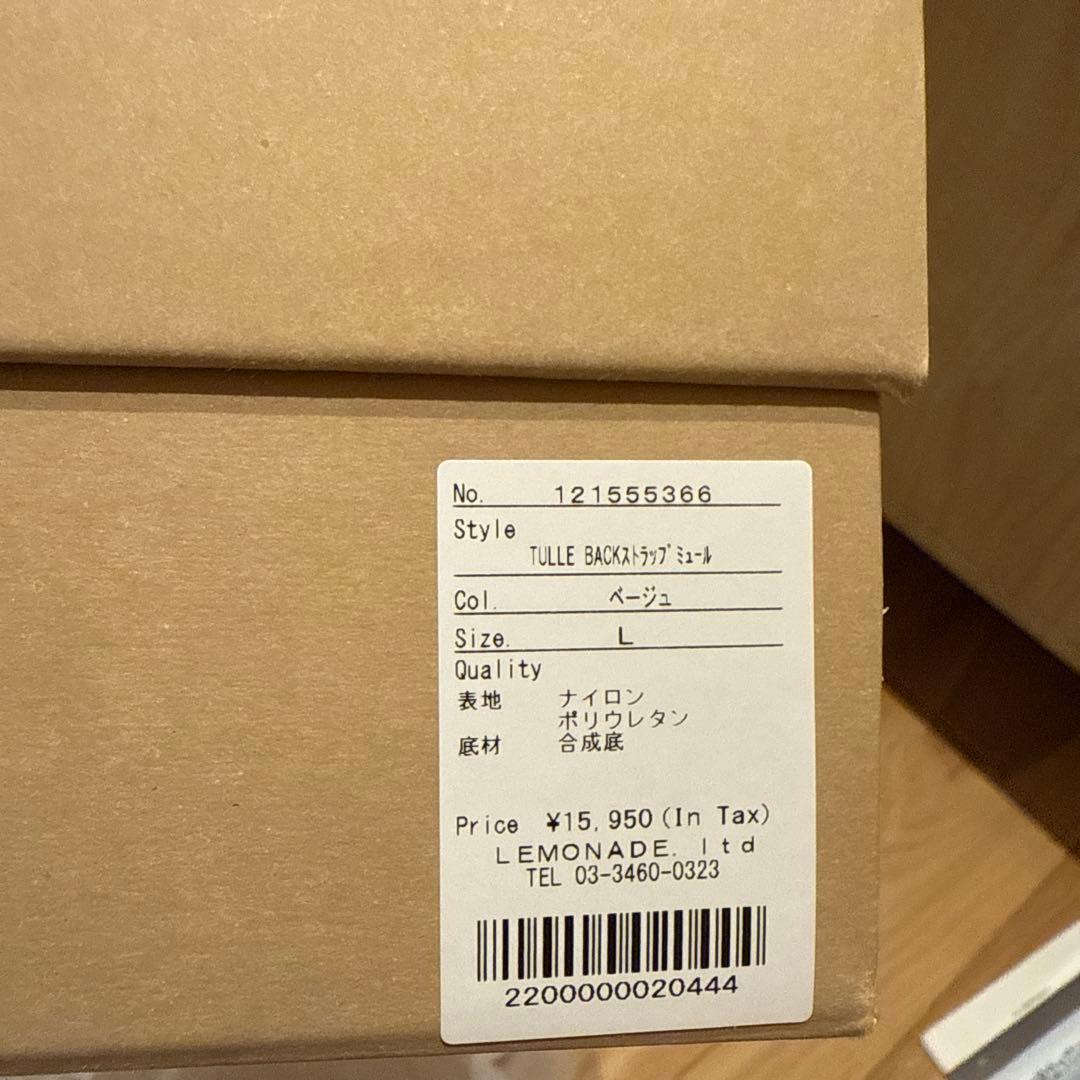 No. 121555366
Style
TULLE BACKｽﾄﾗｯﾌﾟﾐｭｰﾙ
Col. ベージュ
Size. L
Quality
表地 ナイロン
ポリウレタン
底材 合成底
Price ¥15,950(In Tax)
LEMONADE. ltd
TEL 03-3460-0323
2200000020444